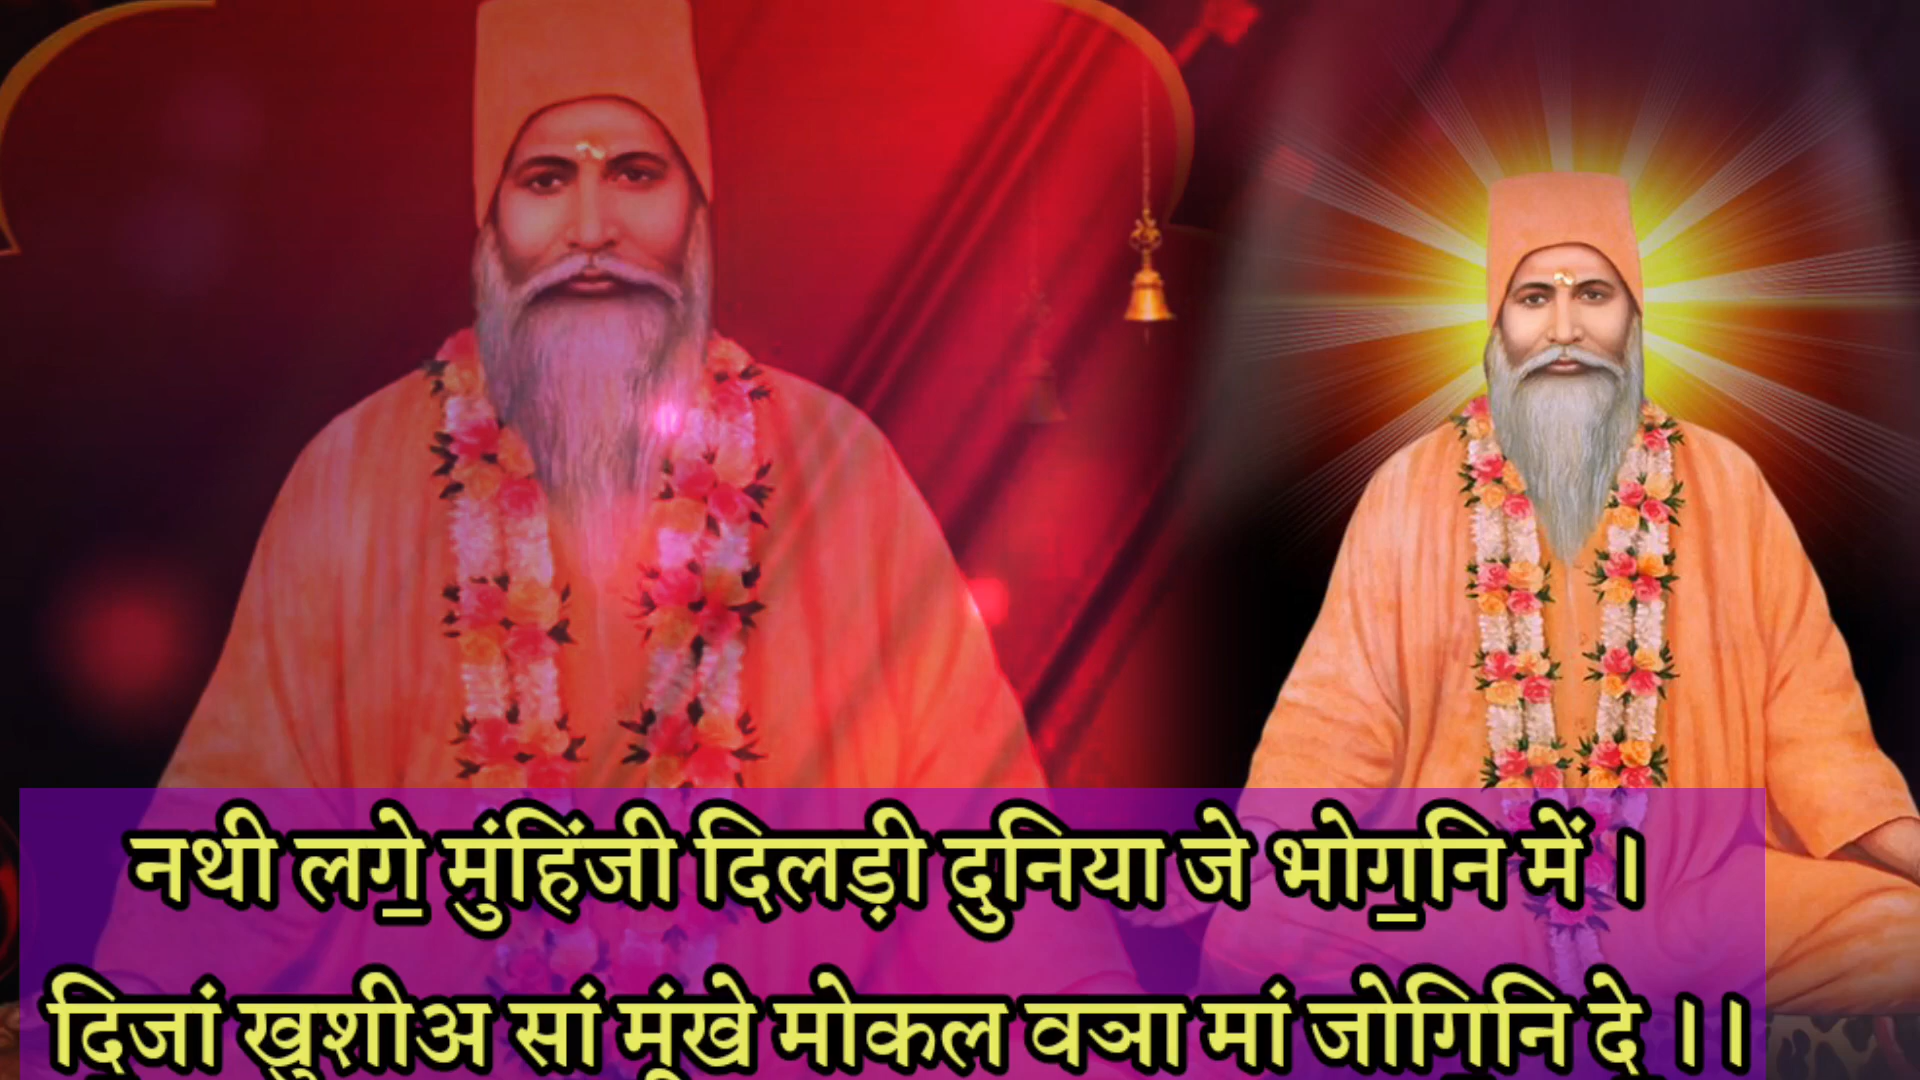 नथी लगे॒ मुंहिंजी दिलड़ी दुनिया जे भोग॒नि में ।
दि॒जां खुशीअ सां मूंखे मोकल वञा मां जोगि॒नि दे॒ ।।